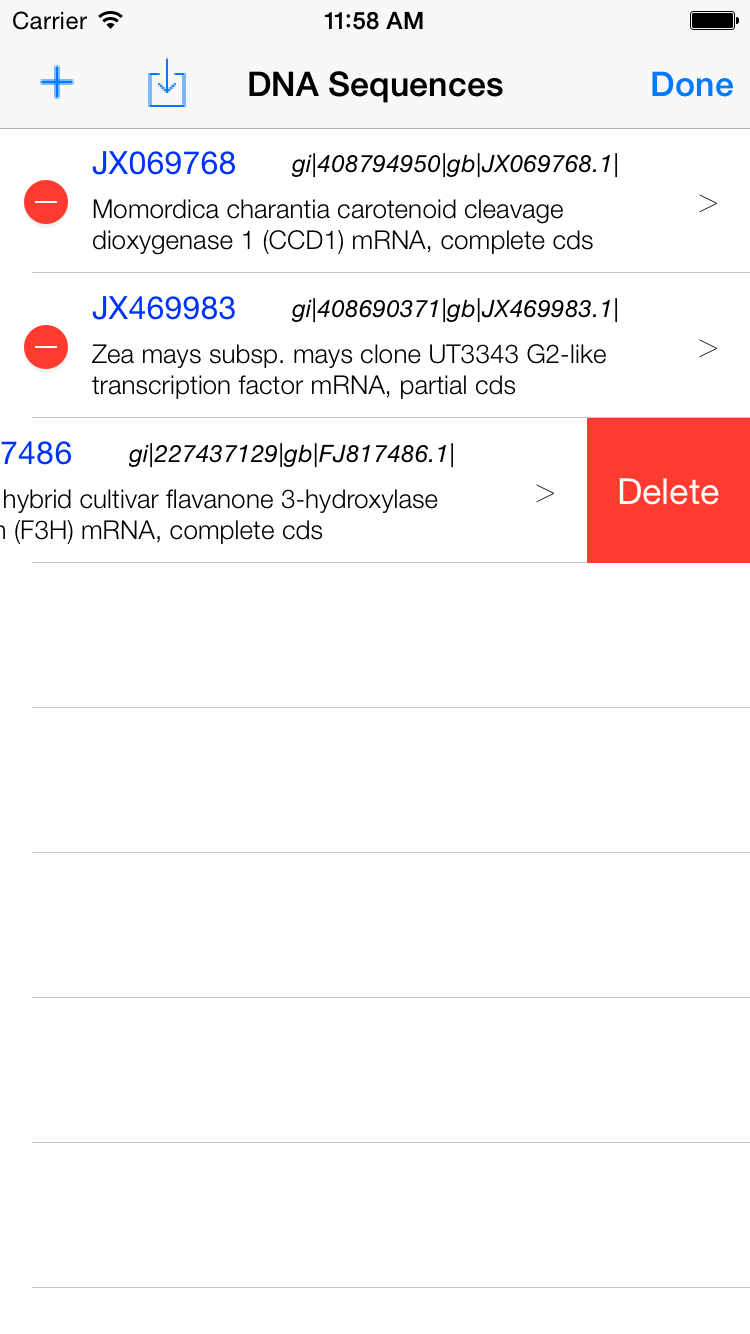 Carrier 11:58 AM
DNA Sequences Done
JX069768 gi|408794950|gb|JX069768.1|
Momordica charantia carotenoid cleavage >
dioxygenase 1 (CCD1) mRNA, complete cds
JX469983 gi|408690371|gb|JX469983.1|
Zea mays subsp. mays clone UT3343 G2-like >
transcription factor mRNA, partial cds
7486 gi|227437129|gb|FJ817486.1|
hybrid cultivar flavanone 3-hydroxylase > Delete
(F3H) mRNA, complete cds